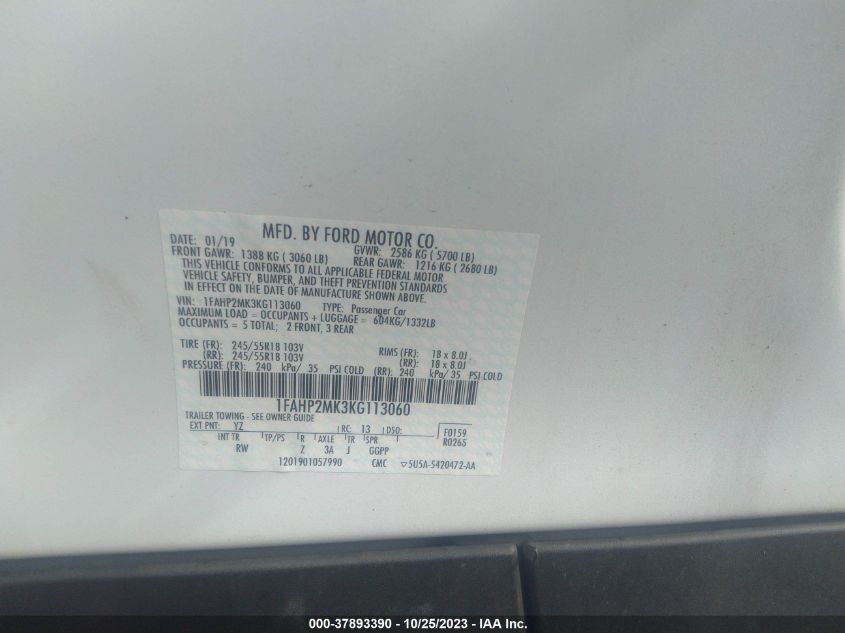 MFD. BY FORD MOTOR CO.
DATE: 01/19 GVWR: 2586 KG ( 5700 LB)
FRONT GAWR: 1388 KG ( 3060 LB) REAR GAWR: 1216 KG ( 2680 LB)
THIS VEHICLE CONFORMS TO ALL APPLICABLE FEDERAL MOTOR
VEHICLE SAFETY, BUMPER, AND THEFT PREVENTION STANDARDS
IN EFFECT ON THE DATE OF MANUFACTURE SHOWN ABOVE.
VIN: 1FAHP2MK3KG113060 TYPE: Passenger Car
MAXIMUM LOAD = OCCUPANTS + LUGGAGE = 604KG/1332LB
OCCUPANTS = 5 TOTAL; 2 FRONT, 3 REAR
TIRE (FR): 245/55R18 103V RIMS (FR): 18 x 8.0J
(RR): 245/55R18 103V (RR): 18 x 8.0J
PRESSURE (FR): 240 kPa/ 35 PSI COLD (RR): 240 kPa/ 35 PSI COLD
1FAHP2MK3KG113060
TRAILER TOWING - SEE OWNER GUIDE
EXT PNT: YZ RC: 13 DSO: F0159
INT TR TP/PS R AXLE TR SPR R0265
RW Z 3A J GGPP
1201901057990 CMC ▽5U5A-5420472-AA
000-37893390 - 10/25/2023 - ©IAA, Inc.